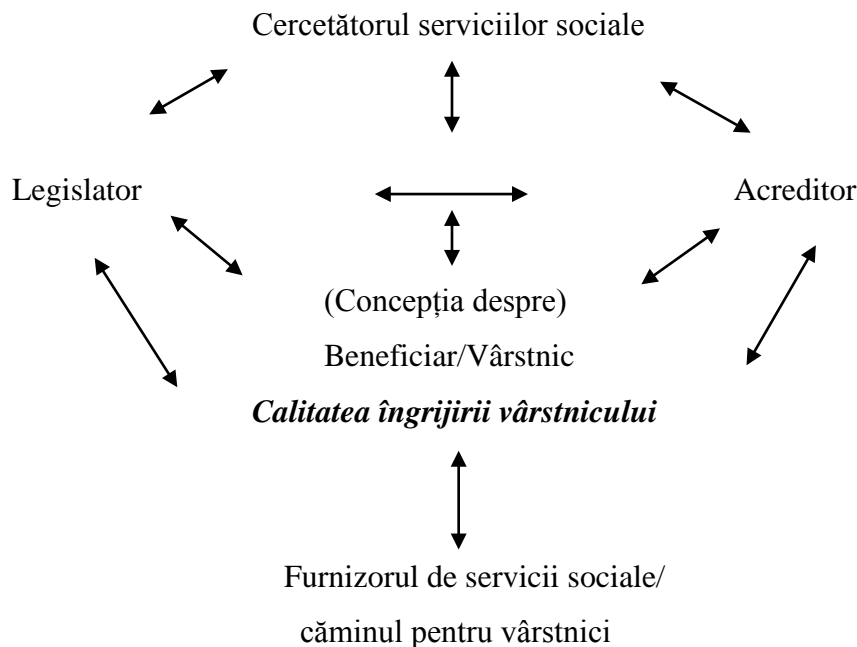 Cercetătorul serviciilor sociale
Legislator
Acreditor
(Concepția despre)
Beneficiar/Vârstnic
Calitatea îngrijirii vârstnicului
Furnizorul de servicii sociale/
căminul pentru vârstnici